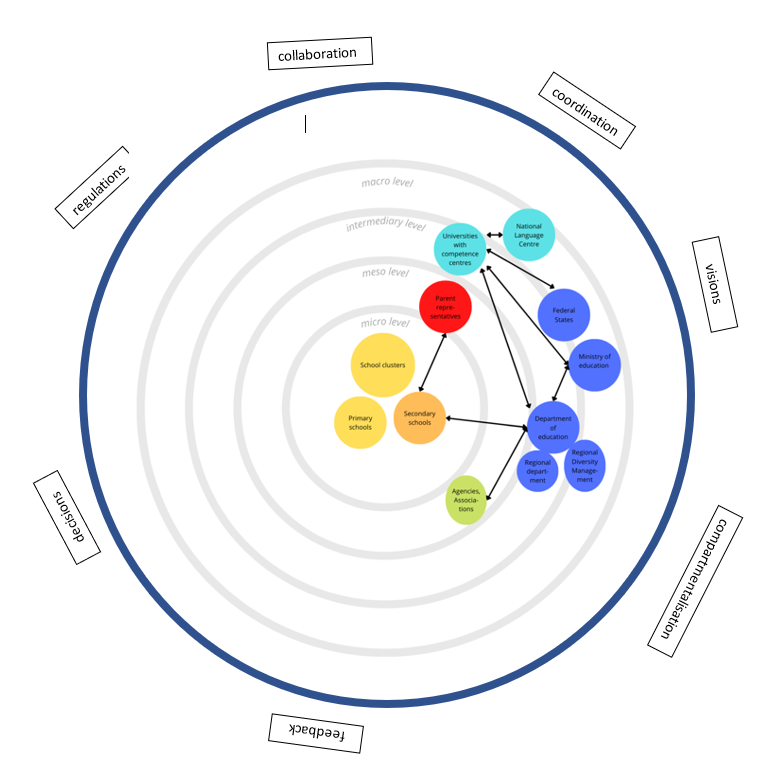 collaboration
coordination
regulations
macro level
intermediary level
Universities
with
competence
centres
National
Language
Centre
visions
meso level
Parent
repre-
sentatives
Federal
States
micro level
School clusters
Ministry of
education
Primary
schools
Secondary
schools
Department
of
education
Regional
depart-
ment
Regional
Diversity
Manage-
ment
Agencies,
Associa-
tions
decisions
compartmentalisation
feedback